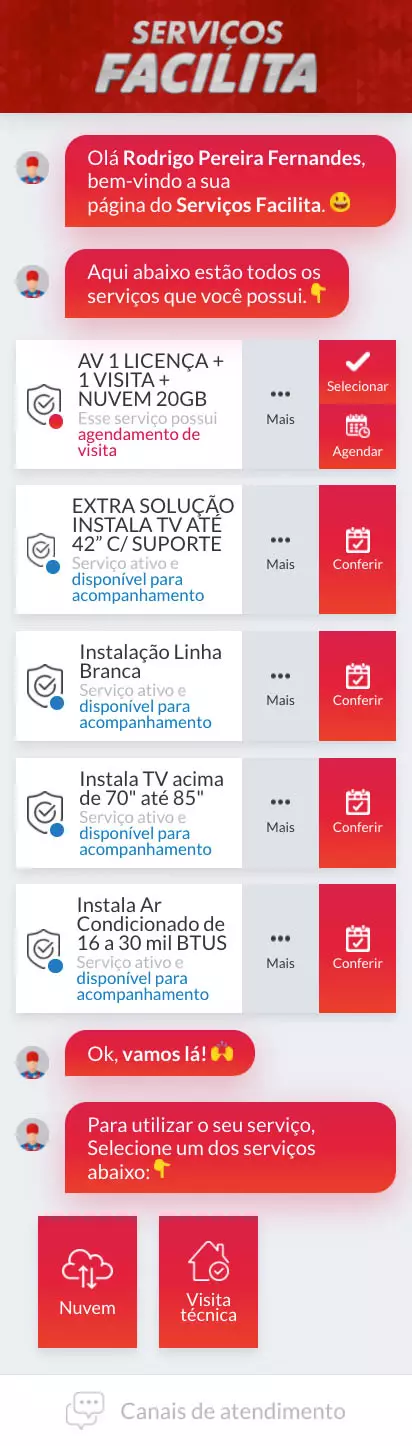 SERVIÇOS
FACILITA
Olá Rodrigo Pereira Fernandes,
bem-vindo a sua
página do Serviços Facilita. 😃
Aqui abaixo estão todos os
serviços que você possui.👇
AV 1 LICENÇA +
1 VISITA +
NUVEM 20GB
Esse serviço possui
agendamento de
visita
Mais
Selecionar
Agendar
EXTRA SOLUÇÃO
INSTALA TV ATÉ
42” C/ SUPORTE
Serviço ativo e
disponível para
acompanhamento
Mais
Conferir
Instalação Linha
Branca
Serviço ativo e
disponível para
acompanhamento
Mais
Conferir
Instala TV acima
de 70" até 85"
Serviço ativo e
disponível para
acompanhamento
Mais
Conferir
Instala Ar
Condicionado de
16 a 30 mil BTUS
Serviço ativo e
disponível para
acompanhamento
Mais
Conferir
Ok, vamos lá! 🙌
Para utilizar o seu serviço,
Selecione um dos serviços
abaixo:👇
Nuvem
Visita
técnica
Canais de atendimento